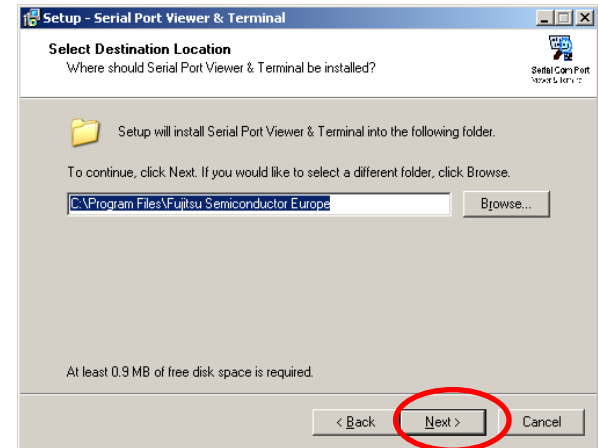 Setup - Serial Port Viewer & Terminal
Select Destination Location
Where should Serial Port Viewer & Terminal be installed?
Serial Com Port
Setup will install Serial Port Viewer & Terminal into the following folder.
To continue, click Next. If you would like to select a different folder, click Browse.
C:\Program Files\Fujitsu Semiconductor Europe
Browse...
At least 0.9 MB of free disk space is required.
< Back
Next >
Cancel